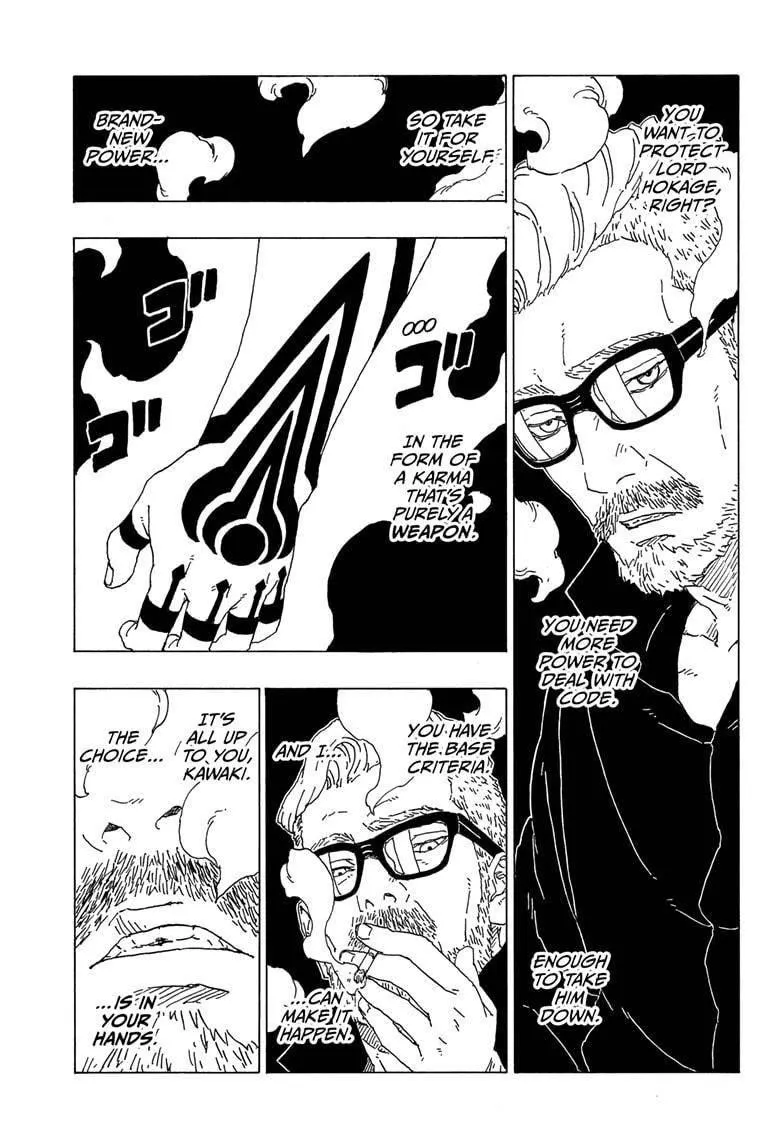 YOU
WANT TO
PROTECT
LORD
HOKAGE,
RIGHT?
YOU NEED
MORE
POWER TO
DEAL WITH
CODE.
ENOUGH
TO TAKE
HIM
DOWN.
SO TAKE
IT FOR
YOURSELF.
BRAND-
NEW
POWER...
ゴ
ゴ
ゴ
IN THE
FORM OF
A KARMA
THAT'S
PURELY A
WEAPON.
YOU HAVE
THE BASE
CRITERIA!
AND I...
...CAN
MAKE IT
HAPPEN.
IT'S
ALL UP
TO YOU,
KAWAKI.
THE
CHOICE...
...IS IN
YOUR
HANDS.